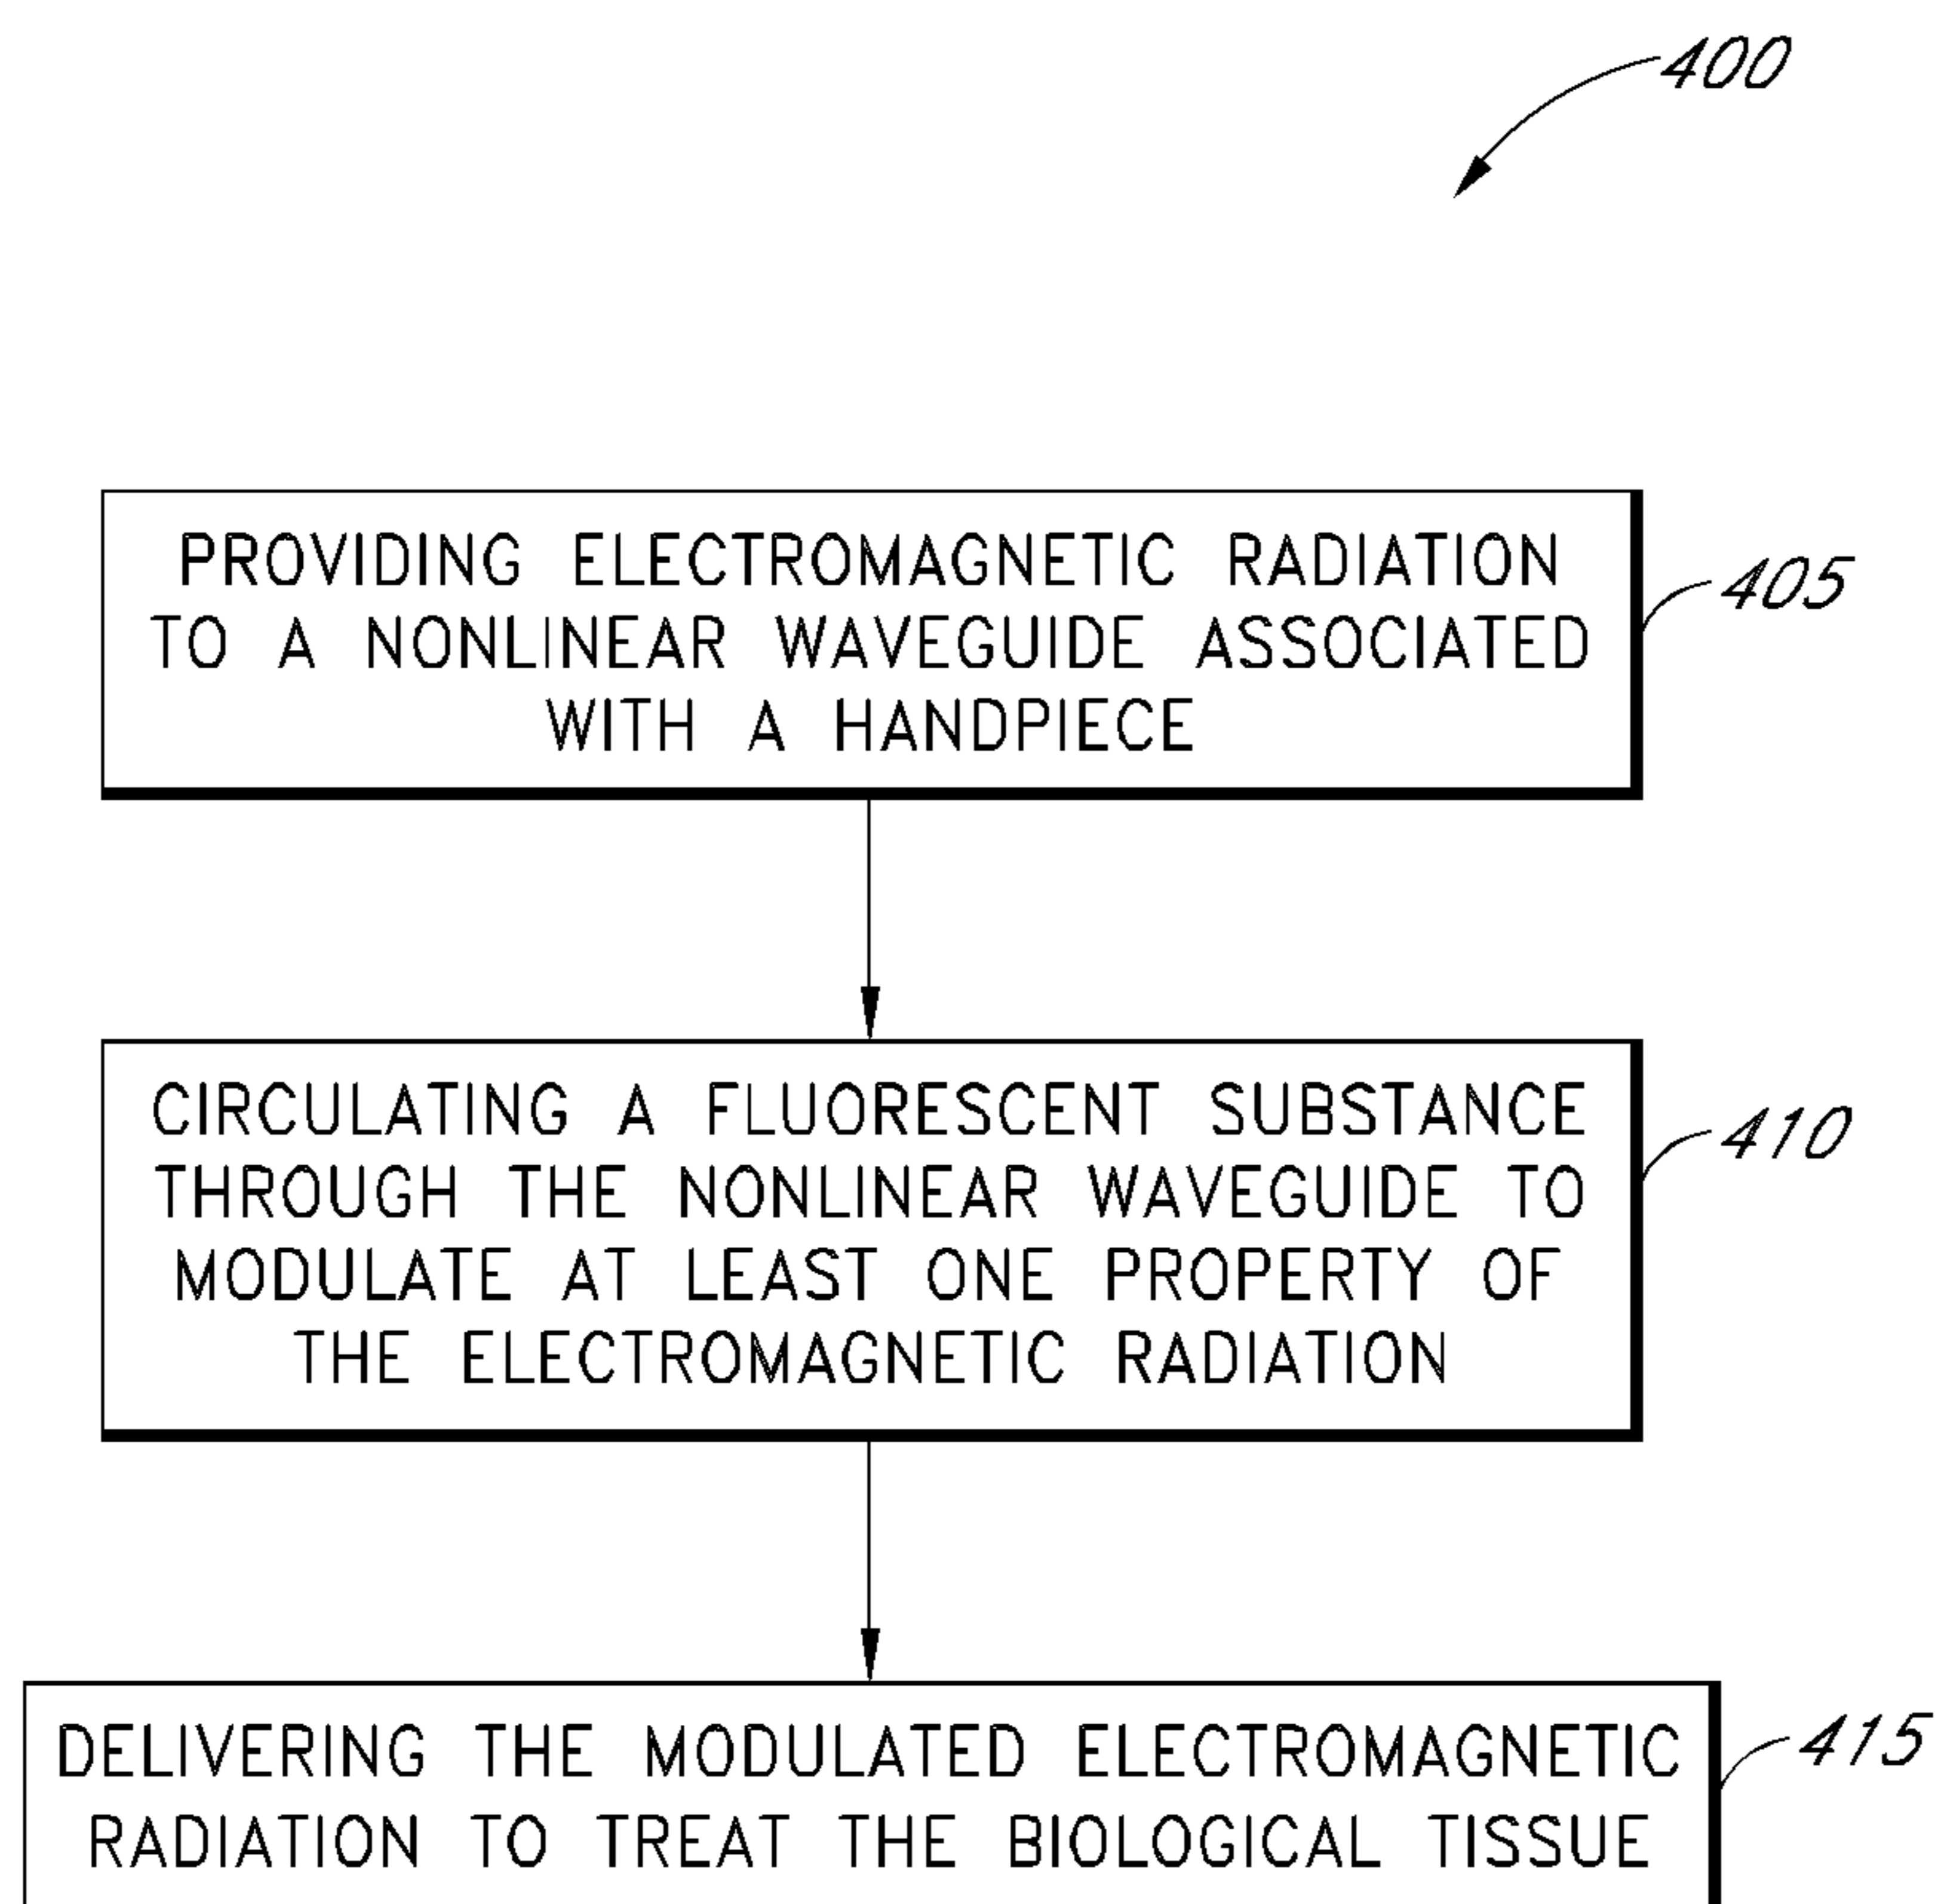 400
PROVIDING ELECTROMAGNETIC RADIATION
TO A NONLINEAR WAVEGUIDE ASSOCIATED
WITH A HANDPIECE
405
CIRCULATING A FLUORESCENT SUBSTANCE
THROUGH THE NONLINEAR WAVEGUIDE TO
MODULATE AT LEAST ONE PROPERTY OF
THE ELECTROMAGNETIC RADIATION
410
DELIVERING THE MODULATED ELECTROMAGNETIC
RADIATION TO TREAT THE BIOLOGICAL TISSUE
415